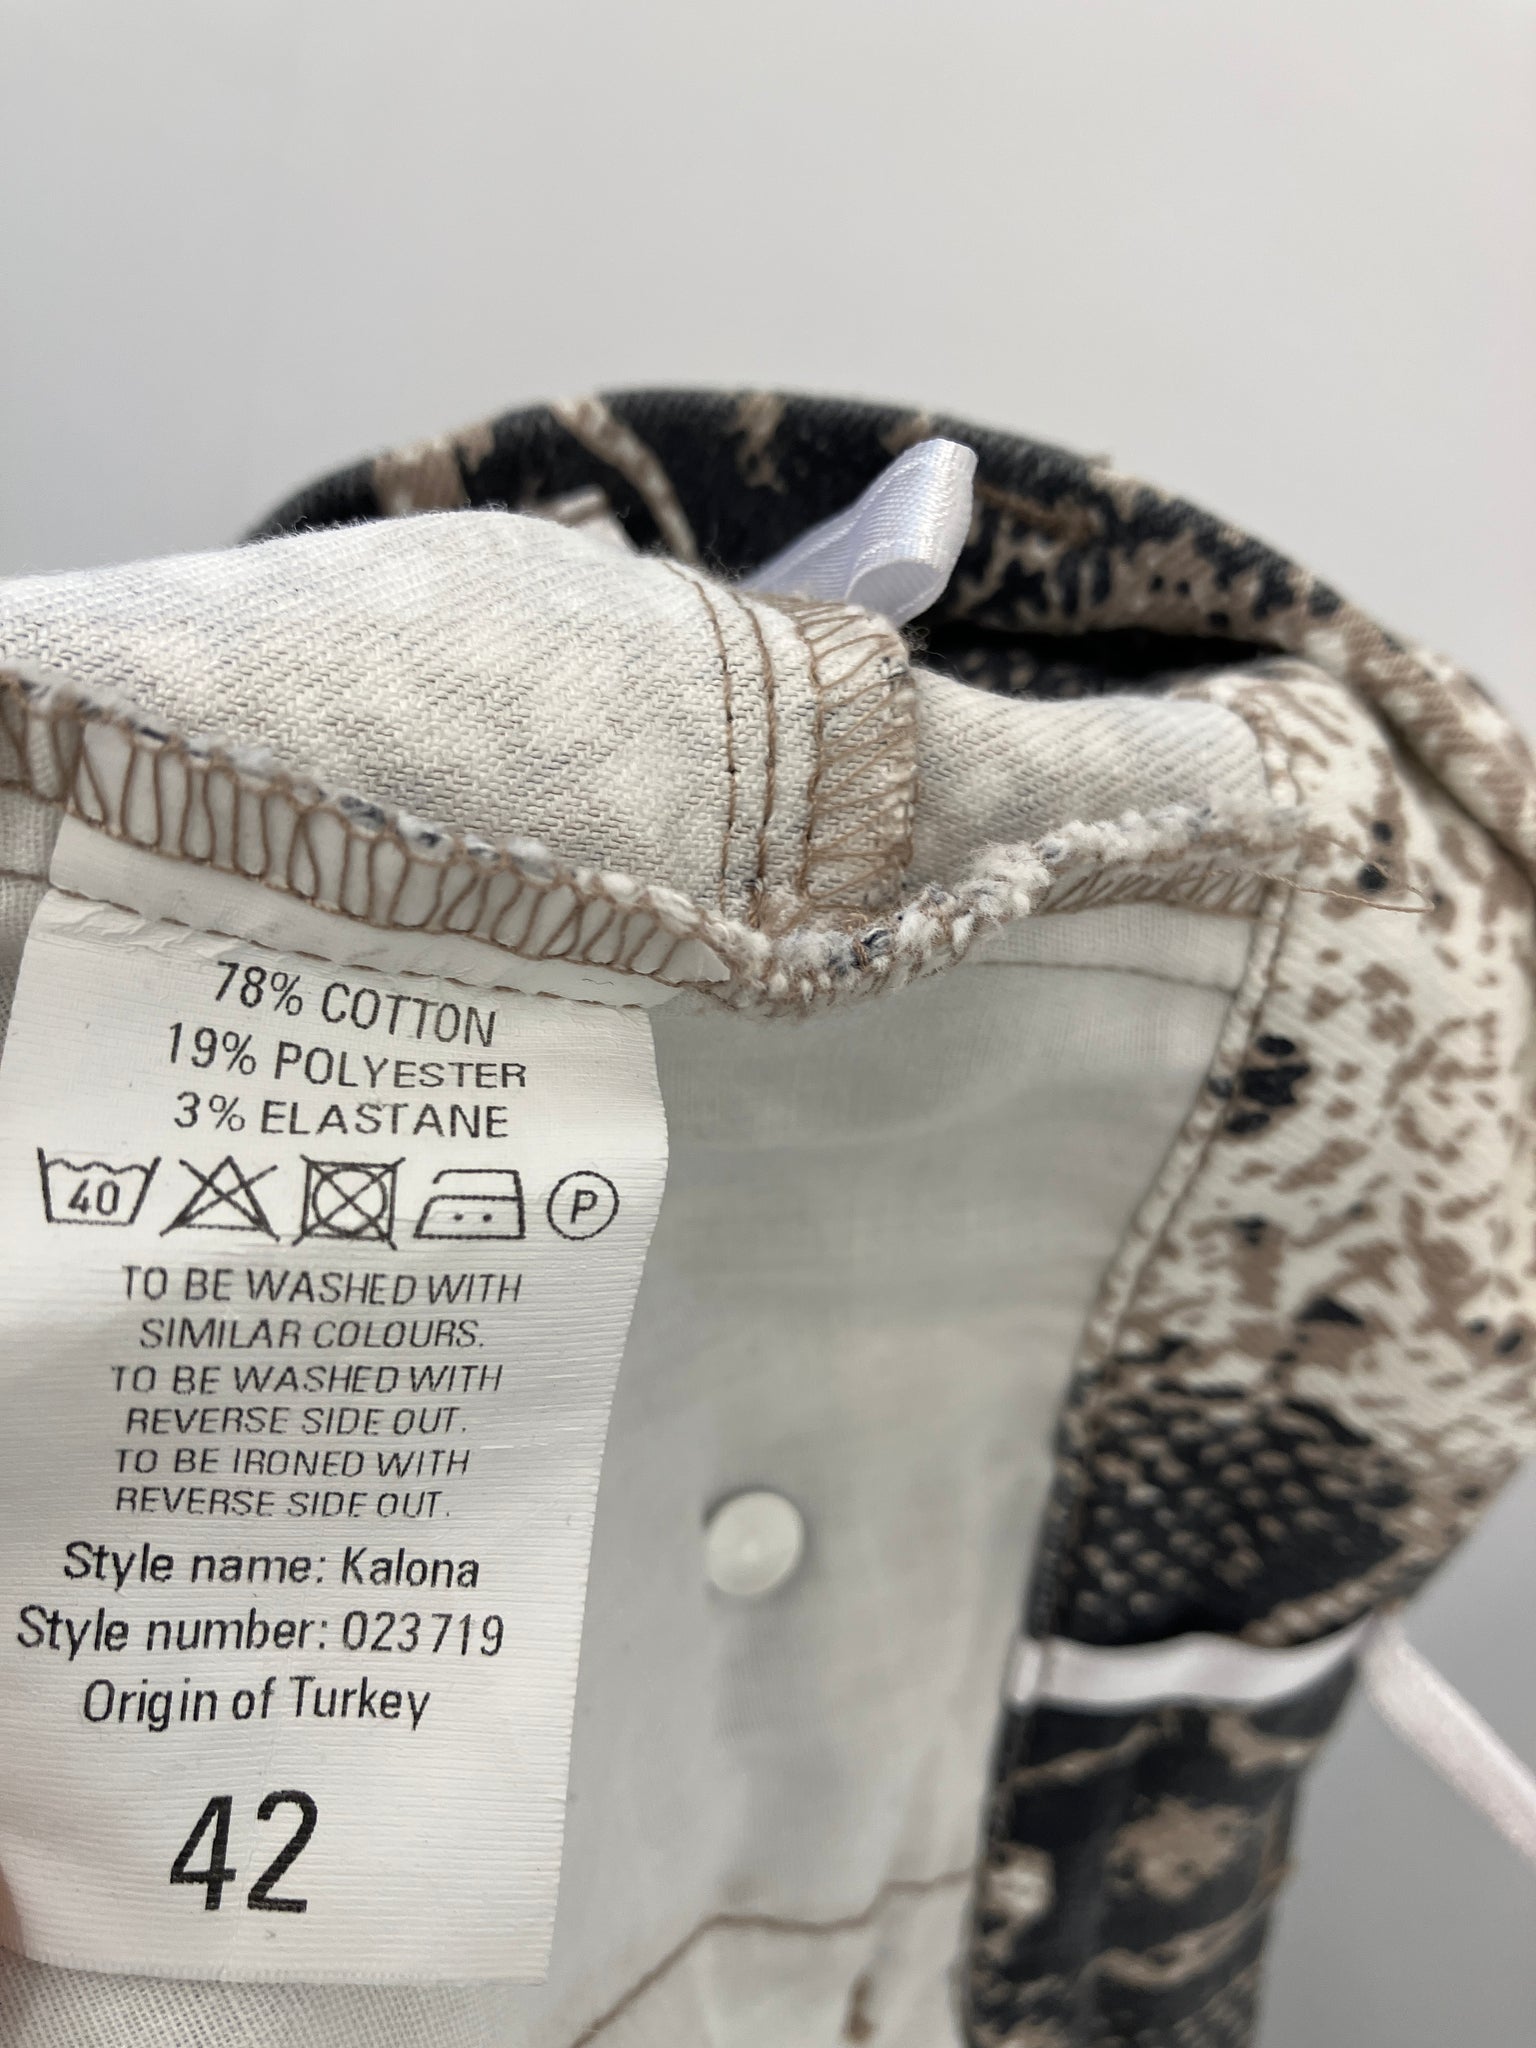 78% COTTON
19% POLYESTER
3% ELASTANE
40 P
TO BE WASHED WITH
SIMILAR COLOURS.
TO BE WASHED WITH
REVERSE SIDE OUT.
TO BE IRONED WITH
REVERSE SIDE OUT.
Style name: Kalona
Style number: 023719
Origin of Turkey
42